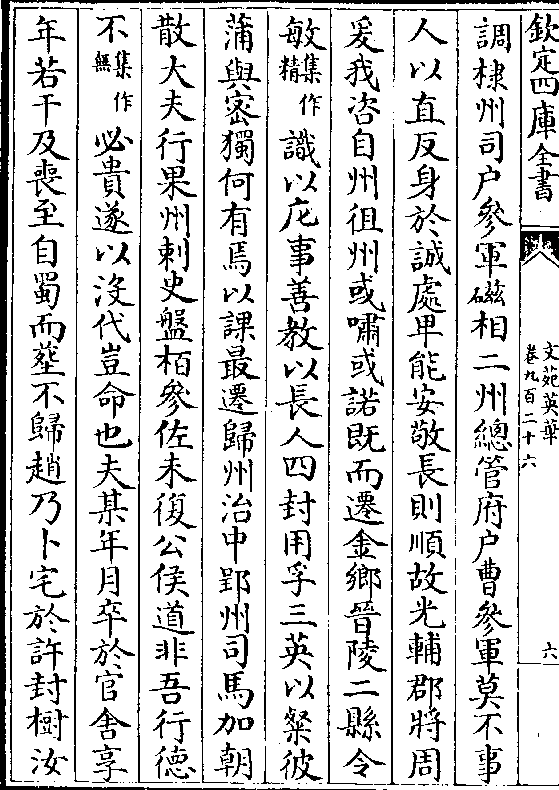 欽定四庫全書
文苑英華
卷九百二十六
六
調棣州司户參軍磁相二州總管府户曹參軍莫不事
人以直反身於誠處卑能安敬長則順故光輔郡將周
爰我咨自州徂州或嘯或諾既而遷金鄉晉陵二縣令
敏集作精識以庀事善教以長人四封用孚三英以粲彼
蒲與密獨何有焉以課最遷歸州治中郢州司馬加朝
散大夫行果州刺史盤栢參佐未復公侯道非吾行德
不集作無必貴遂以没代豈命也夫某年月卒於官舍享
年若干及喪至自蜀而塟不歸趙乃卜宅於許封樹汝